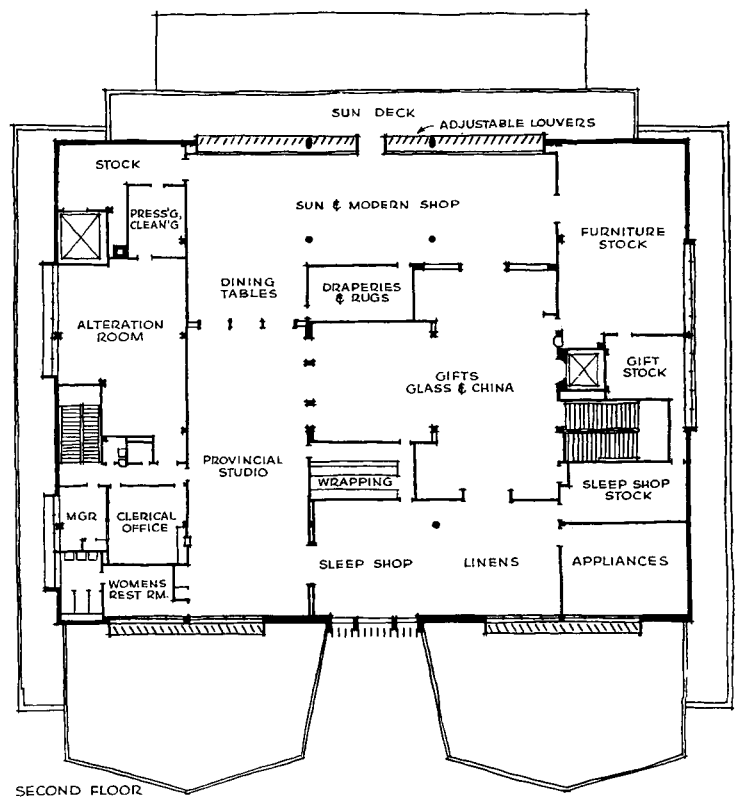 SUN DECK
ADJUSTABLE LOUVERS
STOCK
PRESS'G,
CLEAN'G
SUN & MODERN SHOP
FURNITURE
STOCK
DINING
TABLES
DRAPERIES
& RUGS
ALTERATION
ROOM
GIFTS
GLASS & CHINA
GIFT
STOCK
PROVINCIAL
STUDIO
WRAPPING
SLEEP SHOP
STOCK
MGR
CLERICAL
OFFICE
SLEEP SHOP
LINENS
APPLIANCES
WOMENS
REST RM.
SECOND FLOOR